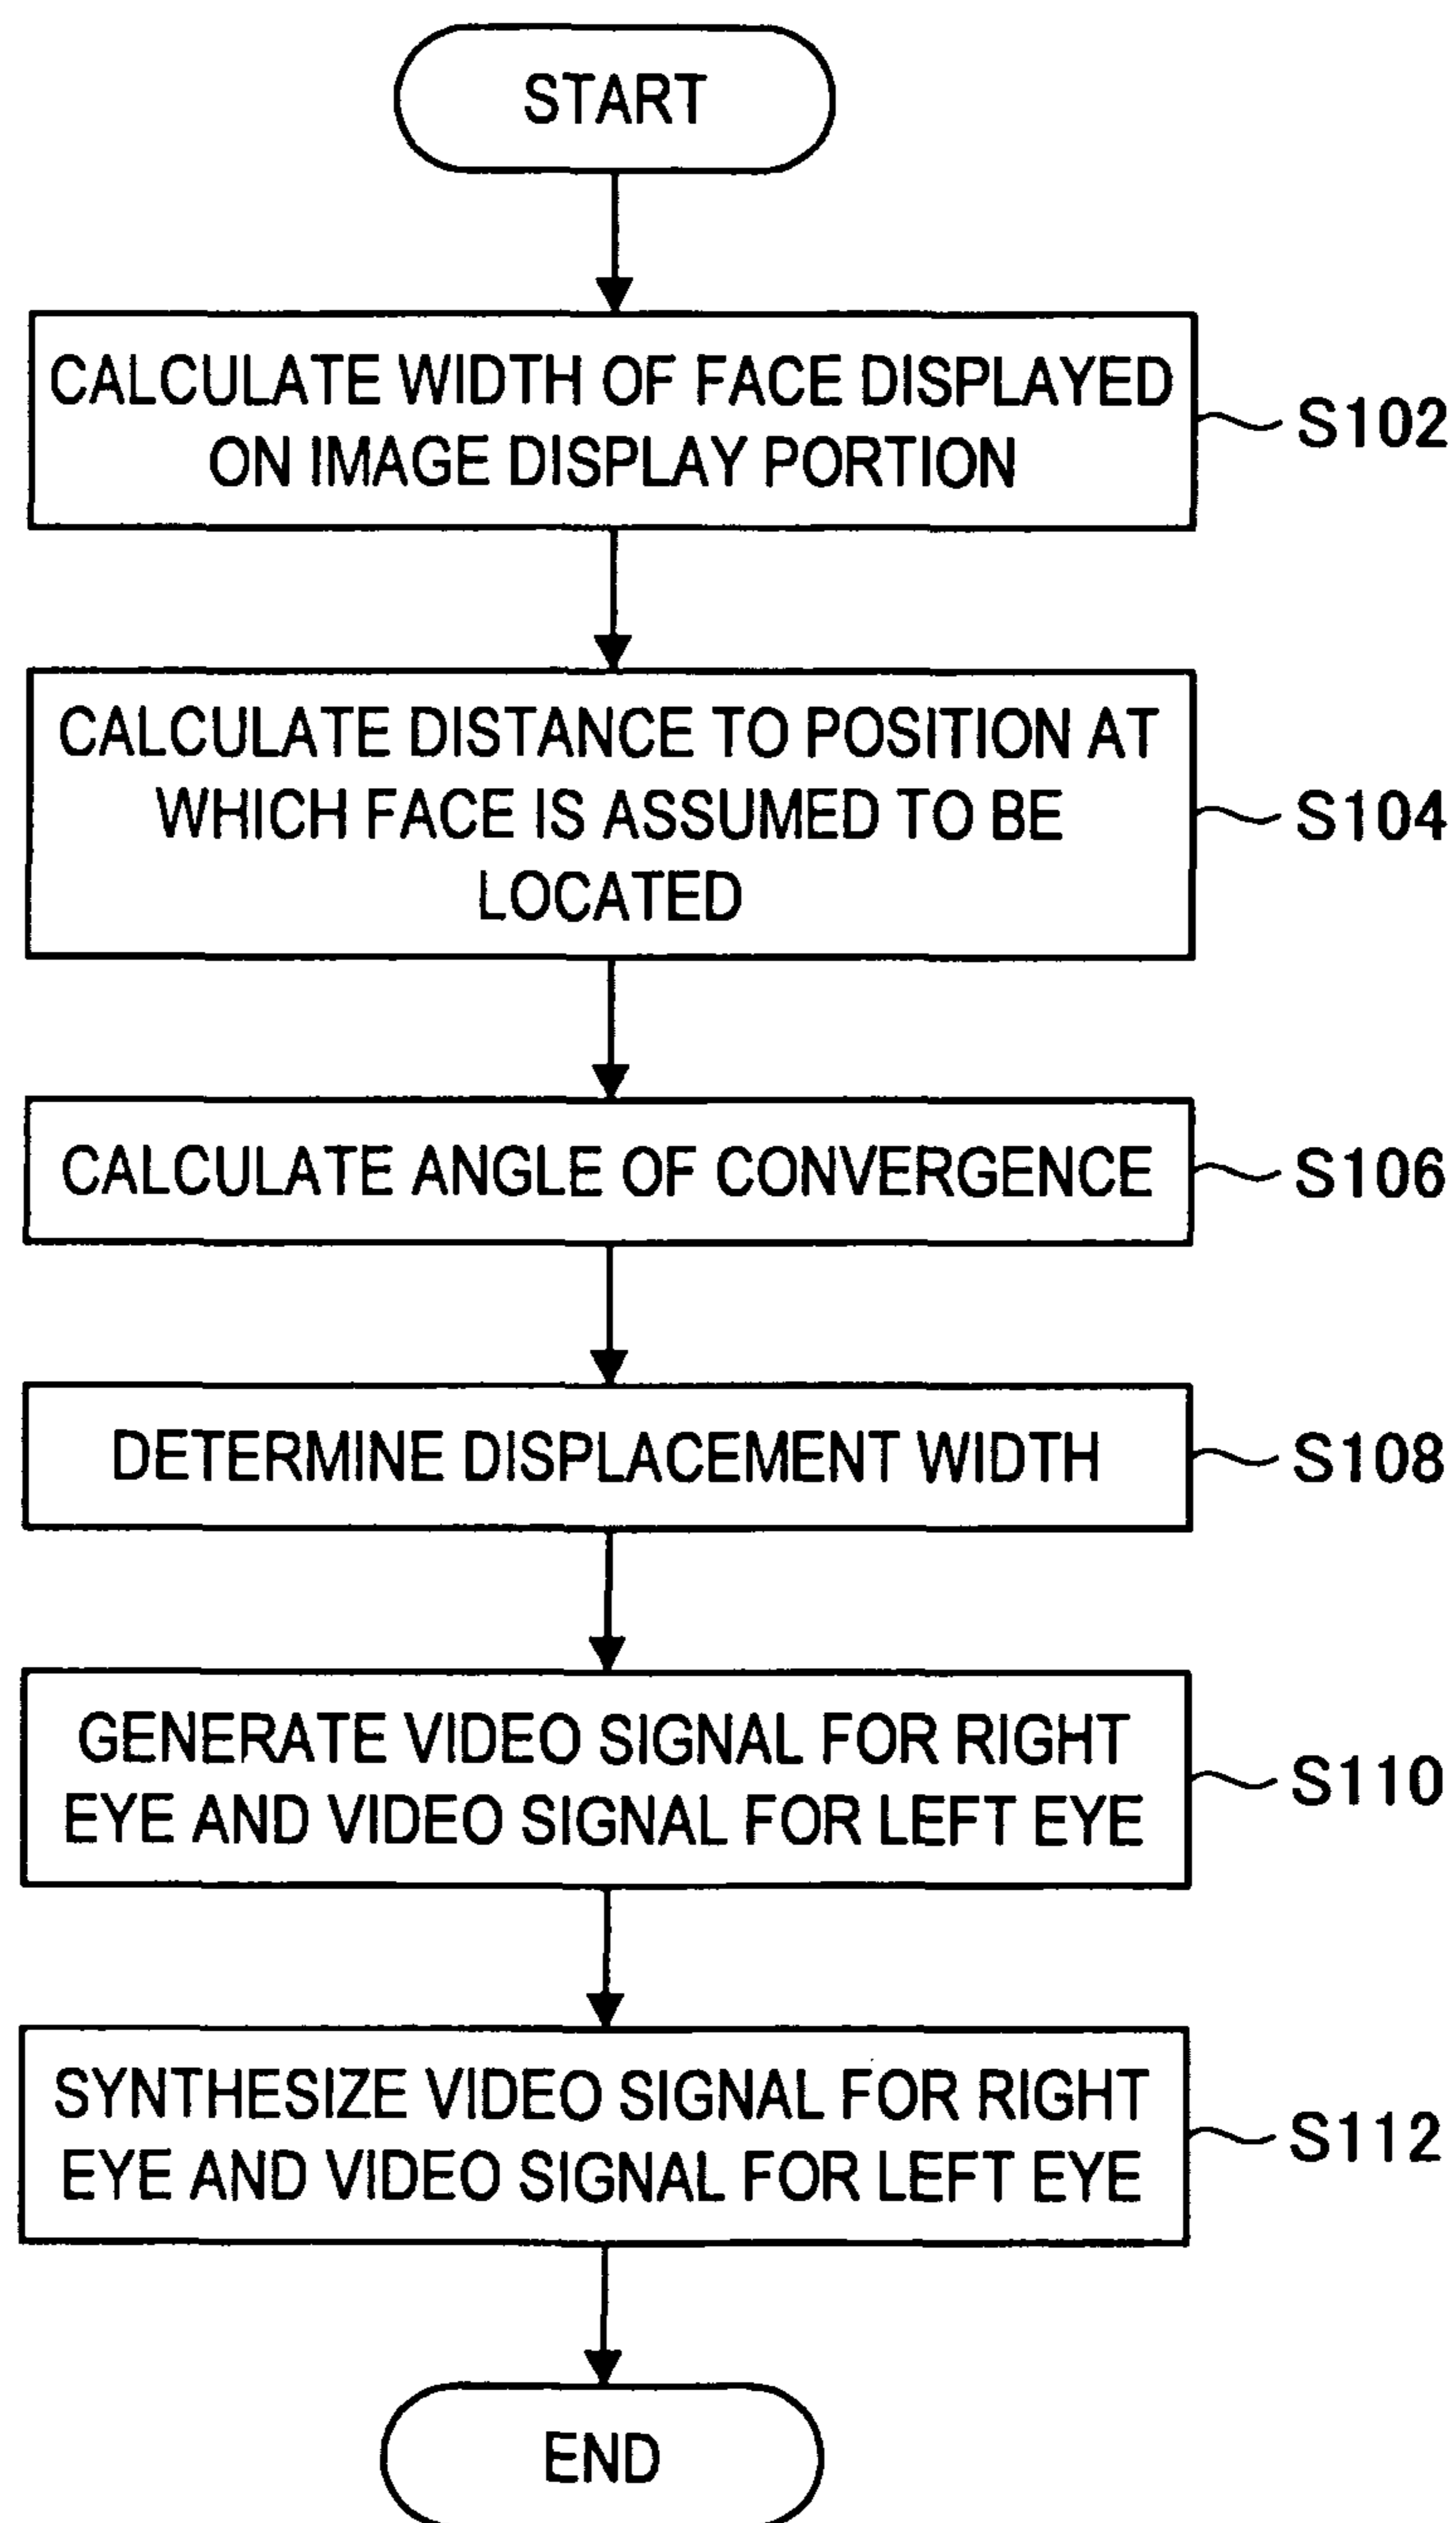 START
CALCULATE WIDTH OF FACE DISPLAYED
ON IMAGE DISPLAY PORTION
S102
CALCULATE DISTANCE TO POSITION AT
WHICH FACE IS ASSUMED TO BE
LOCATED
S104
CALCULATE ANGLE OF CONVERGENCE
S106
DETERMINE DISPLACEMENT WIDTH
S108
GENERATE VIDEO SIGNAL FOR RIGHT
EYE AND VIDEO SIGNAL FOR LEFT EYE
S110
SYNTHESIZE VIDEO SIGNAL FOR RIGHT
EYE AND VIDEO SIGNAL FOR LEFT EYE
S112
END